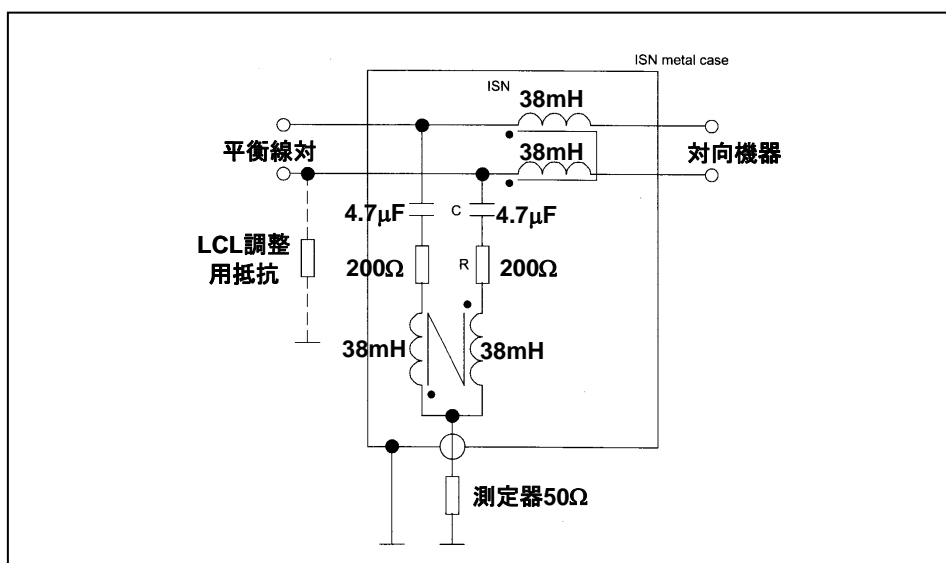 ISN metal case
ISN
38mH
平衡線対
38mH
対向機器
4.7μF
C
4.7μF
LCL調整
用抵抗
200Ω
R
200Ω
38mH
38mH
測定器50Ω